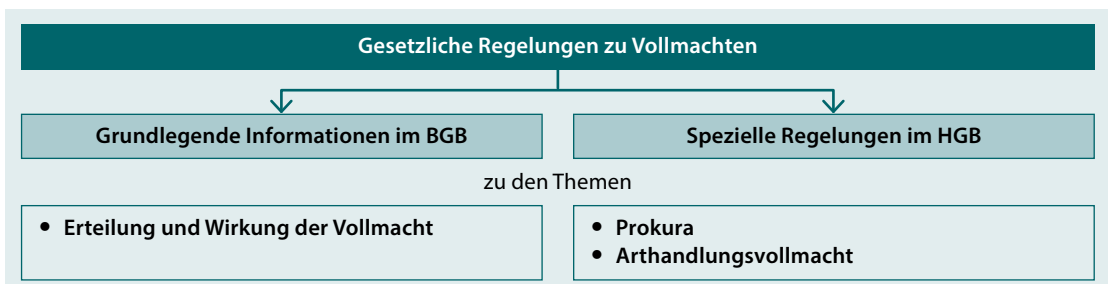 Gesetzliche Regelungen zu Vollmachten
Grundlegende Informationen im BGB
Spezielle Regelungen im HGB
zu den Themen
• Erteilung und Wirkung der Vollmacht
• Prokura
• Arthandlungsvollmacht